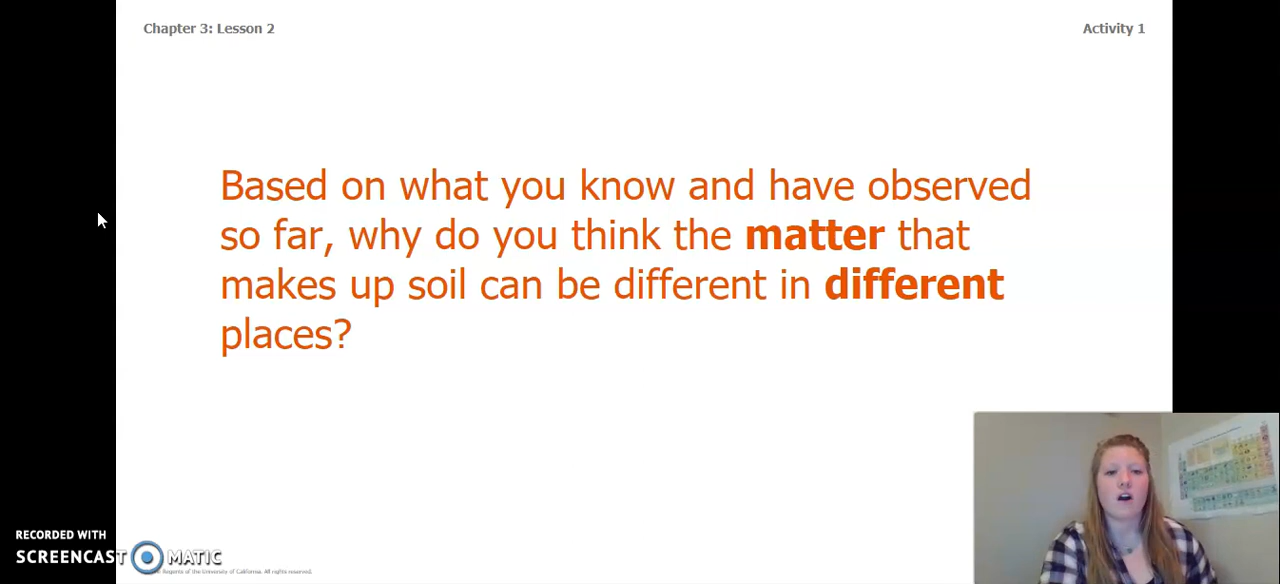 Chapter 3: Lesson 2
Activity 1
Based on what you know and have observed
so far, why do you think the matter that
makes up soil can be different in different
places?
RECORDED WITH
SCREENCAST MATIC
Regents of the University of California. All rights reserved.